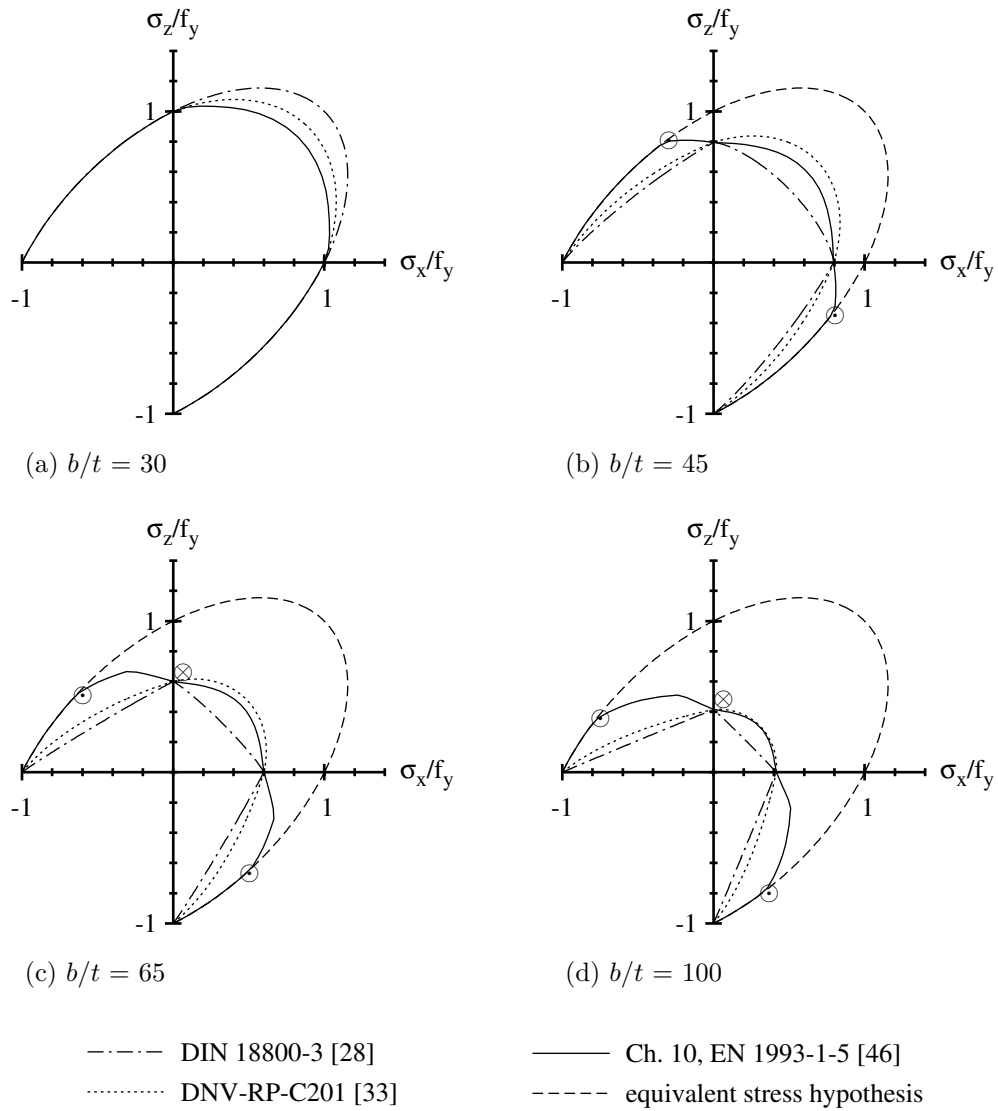 σz/fy
1
σx/fy
-1
1
-1
(a) b/t = 30
σz/fy
1
σx/fy
-1
1
-1
(b) b/t = 45
σz/fy
1
σx/fy
-1
1
-1
(c) b/t = 65
σz/fy
1
σx/fy
-1
1
-1
(d) b/t = 100
DIN 18800-3 [28]
DNV-RP-C201 [33]
Ch. 10, EN 1993-1-5 [46]
equivalent stress hypothesis